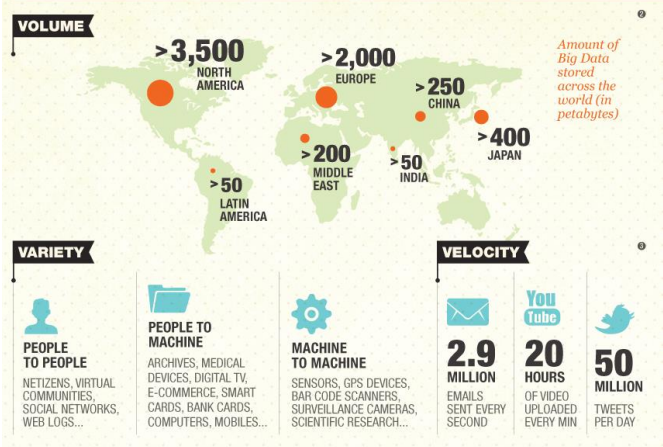 VOLUME
2
>3,500
NORTH
AMERICA
>2,000
EUROPE
>250
CHINA
>400
JAPAN
>200
MIDDLE
EAST
>50
INDIA
>50
LATIN
AMERICA
Amount of
Big Data
stored
across the
world (in
petabytes)
VARIETY
PEOPLE
TO PEOPLE
NETIZENS, VIRTUAL
COMMUNITIES,
SOCIAL NETWORKS,
WEB LOGS...
PEOPLE TO
MACHINE
ARCHIVES, MEDICAL
DEVICES, DIGITAL TV,
E-COMMERCE, SMART
CARDS, BANK CARDS,
COMPUTERS, MOBILES...
MACHINE
TO MACHINE
SENSORS, GPS DEVICES,
BAR CODE SCANNERS,
SURVEILLANCE CAMERAS,
SCIENTIFIC RESEARCH...
VELOCITY
3
2.9
MILLION
EMAILS
SENT EVERY
SECOND
You
Tube
20
HOURS
OF VIDEO
UPLOADED
EVERY MIN
50
MILLION
TWEETS
PER DAY